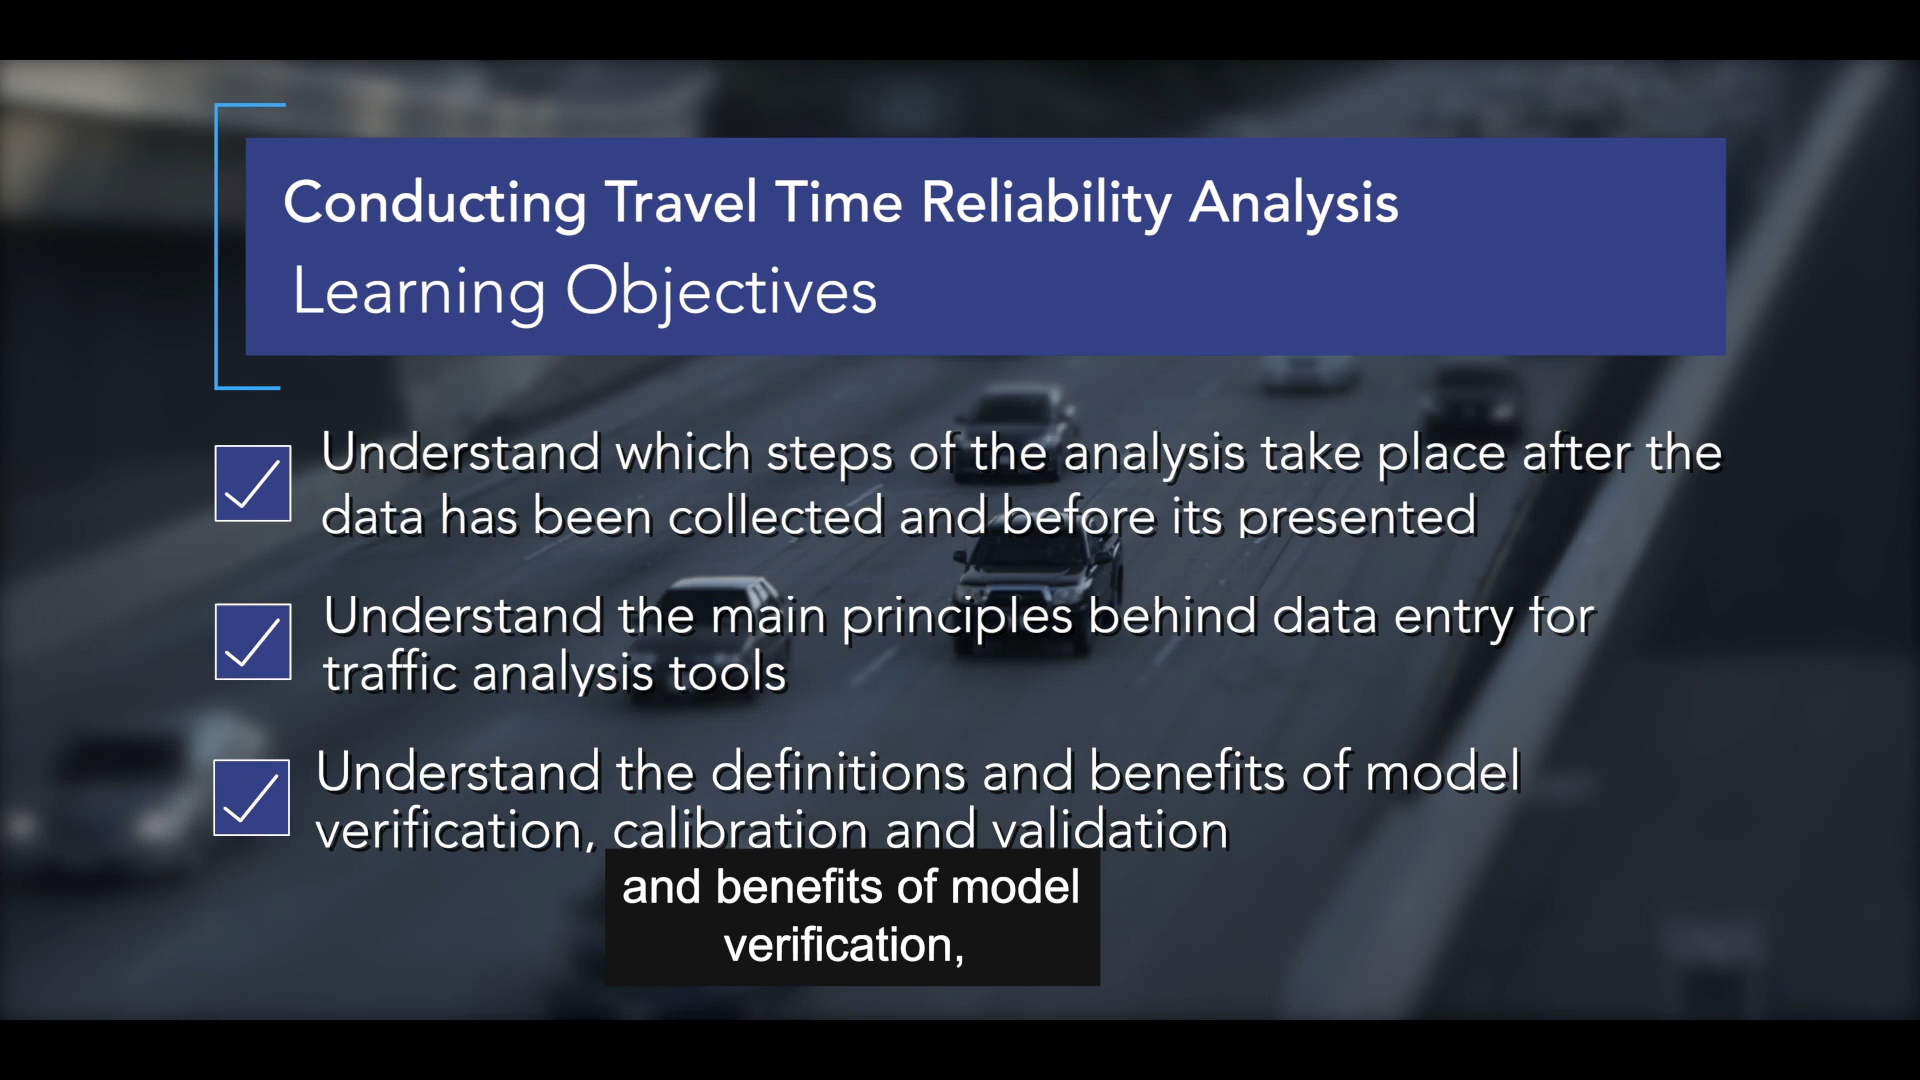 Conducting Travel Time Reliability Analysis
Learning Objectives
Understand which steps of the analysis take place after the
data has been collected and before its presented
Understand the main principles behind data entry for
traffic analysis tools
Understand the definitions and benefits of model
verification, calibration and validation
and benefits of model
verification,